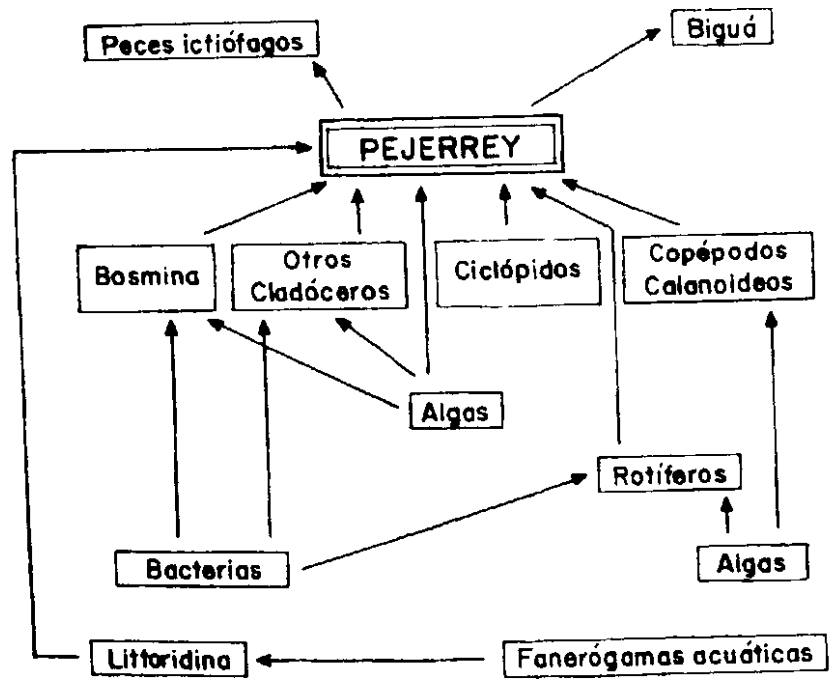 Peces ictiófagos
Biguá
PEJERREY
Bosmina
Otros
Cladóceros
Ciclópidos
Copépodos
Calanoideos
Algas
Rotíferos
Bacterias
Algas
Littoridina
Fanerógamas acuáticas